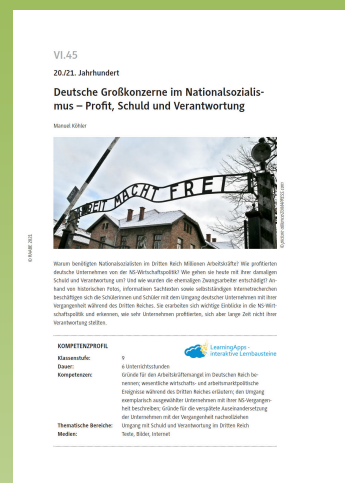 VI.45
20./21. Jahrhundert
Deutsche Großkonzerne im Nationalsozialis-
mus – Profit, Schuld und Verantwortung
Manuel Köhler
ARBEIT MACHT FREI
© RAABE 2021
© picture-alliance/ZUMAPRESS.com
Warum benötigten Nationalsozialisten im Dritten Reich Millionen Arbeitskräfte? Wie profitierten
deutsche Unternehmen von der NS-Wirtschaftspolitik? Wie gehen sie heute mit ihrer damaligen
Schuld und Verantwortung um? Und wie wurden die ehemaligen Zwangsarbeiter entschädigt? An-
hand von historischen Fotos, informativen Sachtexten sowie selbstständigen Internetrecherchen
beschäftigen sich die Schülerinnen und Schüler mit dem Umgang deutscher Unternehmen mit ihrer
Vergangenheit während des Dritten Reiches. Sie erarbeiten sich wichtige Einblicke in die NS-Wirt-
schaftspolitik und erkennen, wie sehr Unternehmen profitierten, sich aber lange Zeit nicht ihrer
Verantwortung stellten.
KOMPETENZPROFIL
LearningApps -
interaktive Lernbausteine
Klassenstufe: 9
Dauer: 6 Unterrichtsstunden
Kompetenzen: Gründe für den Arbeitskräftemangel im Deutschen Reich be-
nennen; wesentliche wirtschafts- und arbeitsmarktpolitische
Ereignisse während des Dritten Reiches erläutern; den Umgang
exemplarisch ausgewählter Unternehmen mit ihrer NS-Vergangen-
heit beschreiben; Gründe für die verspätete Auseinandersetzung
der Unternehmen mit der Vergangenheit nachvollziehen
Thematische Bereiche: Umgang mit Schuld und Verantwortung im Dritten Reich
Medien: Texte, Bilder, Internet